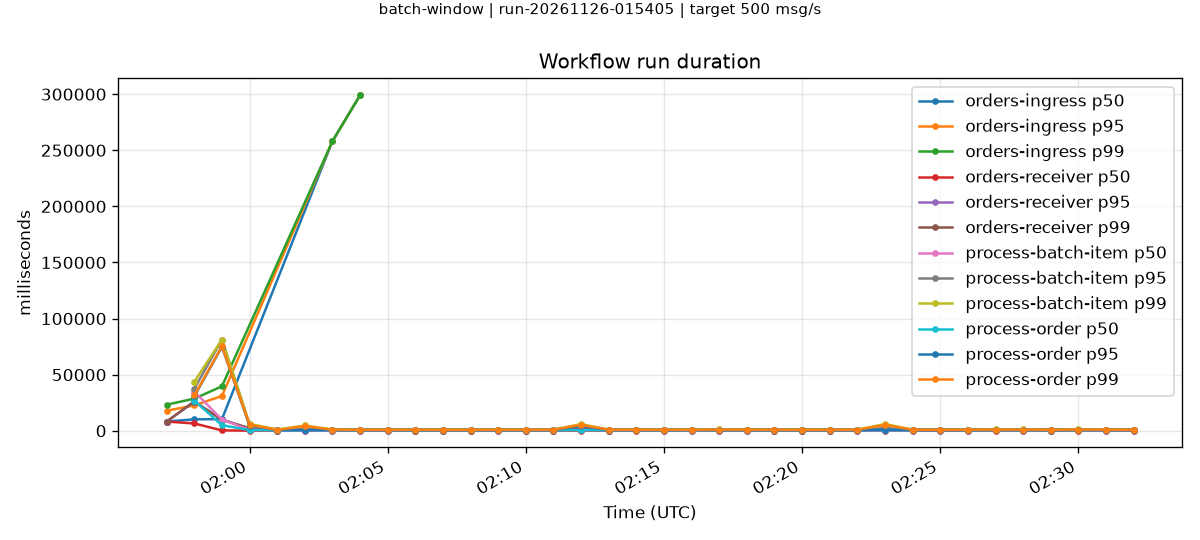 batch-window | run-20261126-015405 | target 500 msg/s
Workflow run duration
300000
250000
200000
150000
100000
50000
0
milliseconds
orders-ingress p50
orders-ingress p95
orders-ingress p99
orders-receiver p50
orders-receiver p95
orders-receiver p99
process-batch-item p50
process-batch-item p95
process-batch-item p99
process-order p50
process-order p95
process-order p99
02:00
02:05
02:10
02:15
02:20
02:25
02:30
Time (UTC)